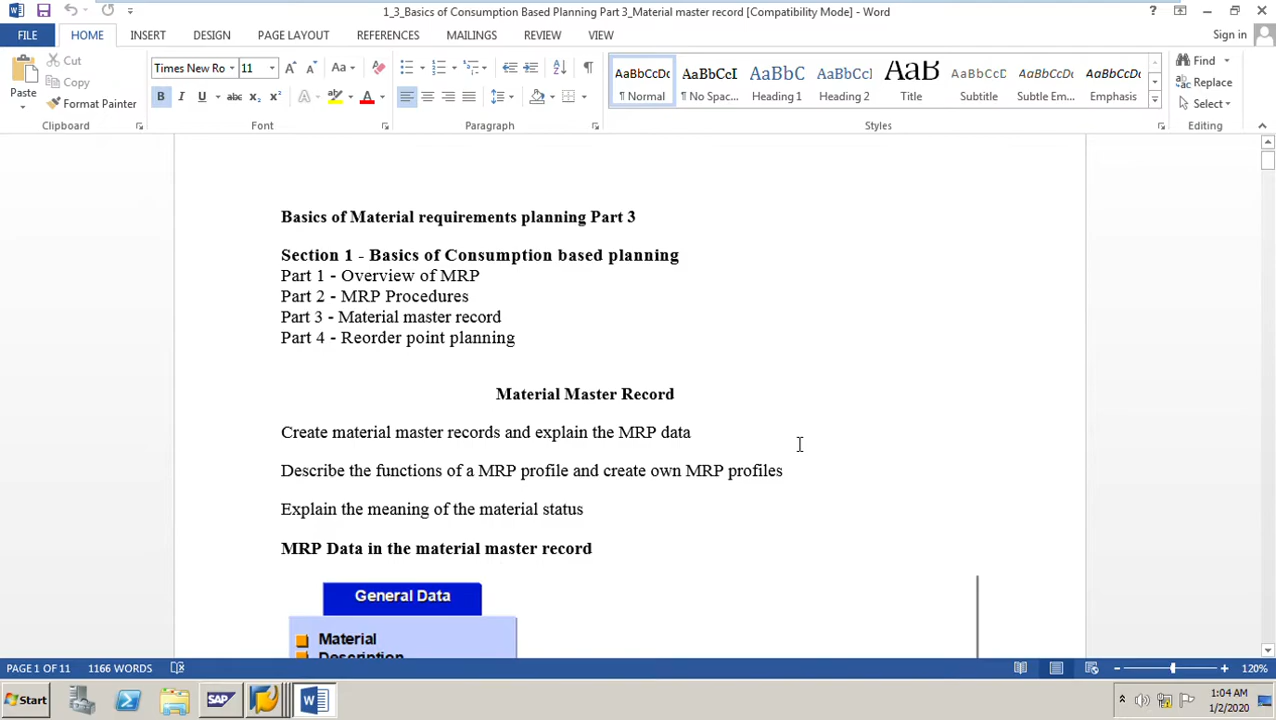 1_3_Basics of Consumption Based Planning Part 3_Material master record [Compatibility Mode] - Word
FILE HOME INSERT DESIGN PAGE LAYOUT REFERENCES MAILINGS REVIEW VIEW Sign in
Paste
Cut
Copy
Format Painter
Clipboard
Times New Ro 11
Font
Paragraph
AaBbCcDc AaBbCcI AaBbC AaBbCc AaB AaBbCcD AaBbCcDc AaBbCcDc
¶ Normal ¶ No Spac... Heading 1 Heading 2 Title Subtitle Subtle Em... Emphasis
Styles
Find
Replace
Select
Editing
Basics of Material requirements planning Part 3
Section 1 - Basics of Consumption based planning
Part 1 - Overview of MRP
Part 2 - MRP Procedures
Part 3 - Material master record
Part 4 - Reorder point planning
Material Master Record
Create material master records and explain the MRP data
Describe the functions of a MRP profile and create own MRP profiles
Explain the meaning of the material status
MRP Data in the material master record
General Data
Material
Description
PAGE 1 OF 11 1166 WORDS 120%
Start SAP 1:04 AM
1/2/2020